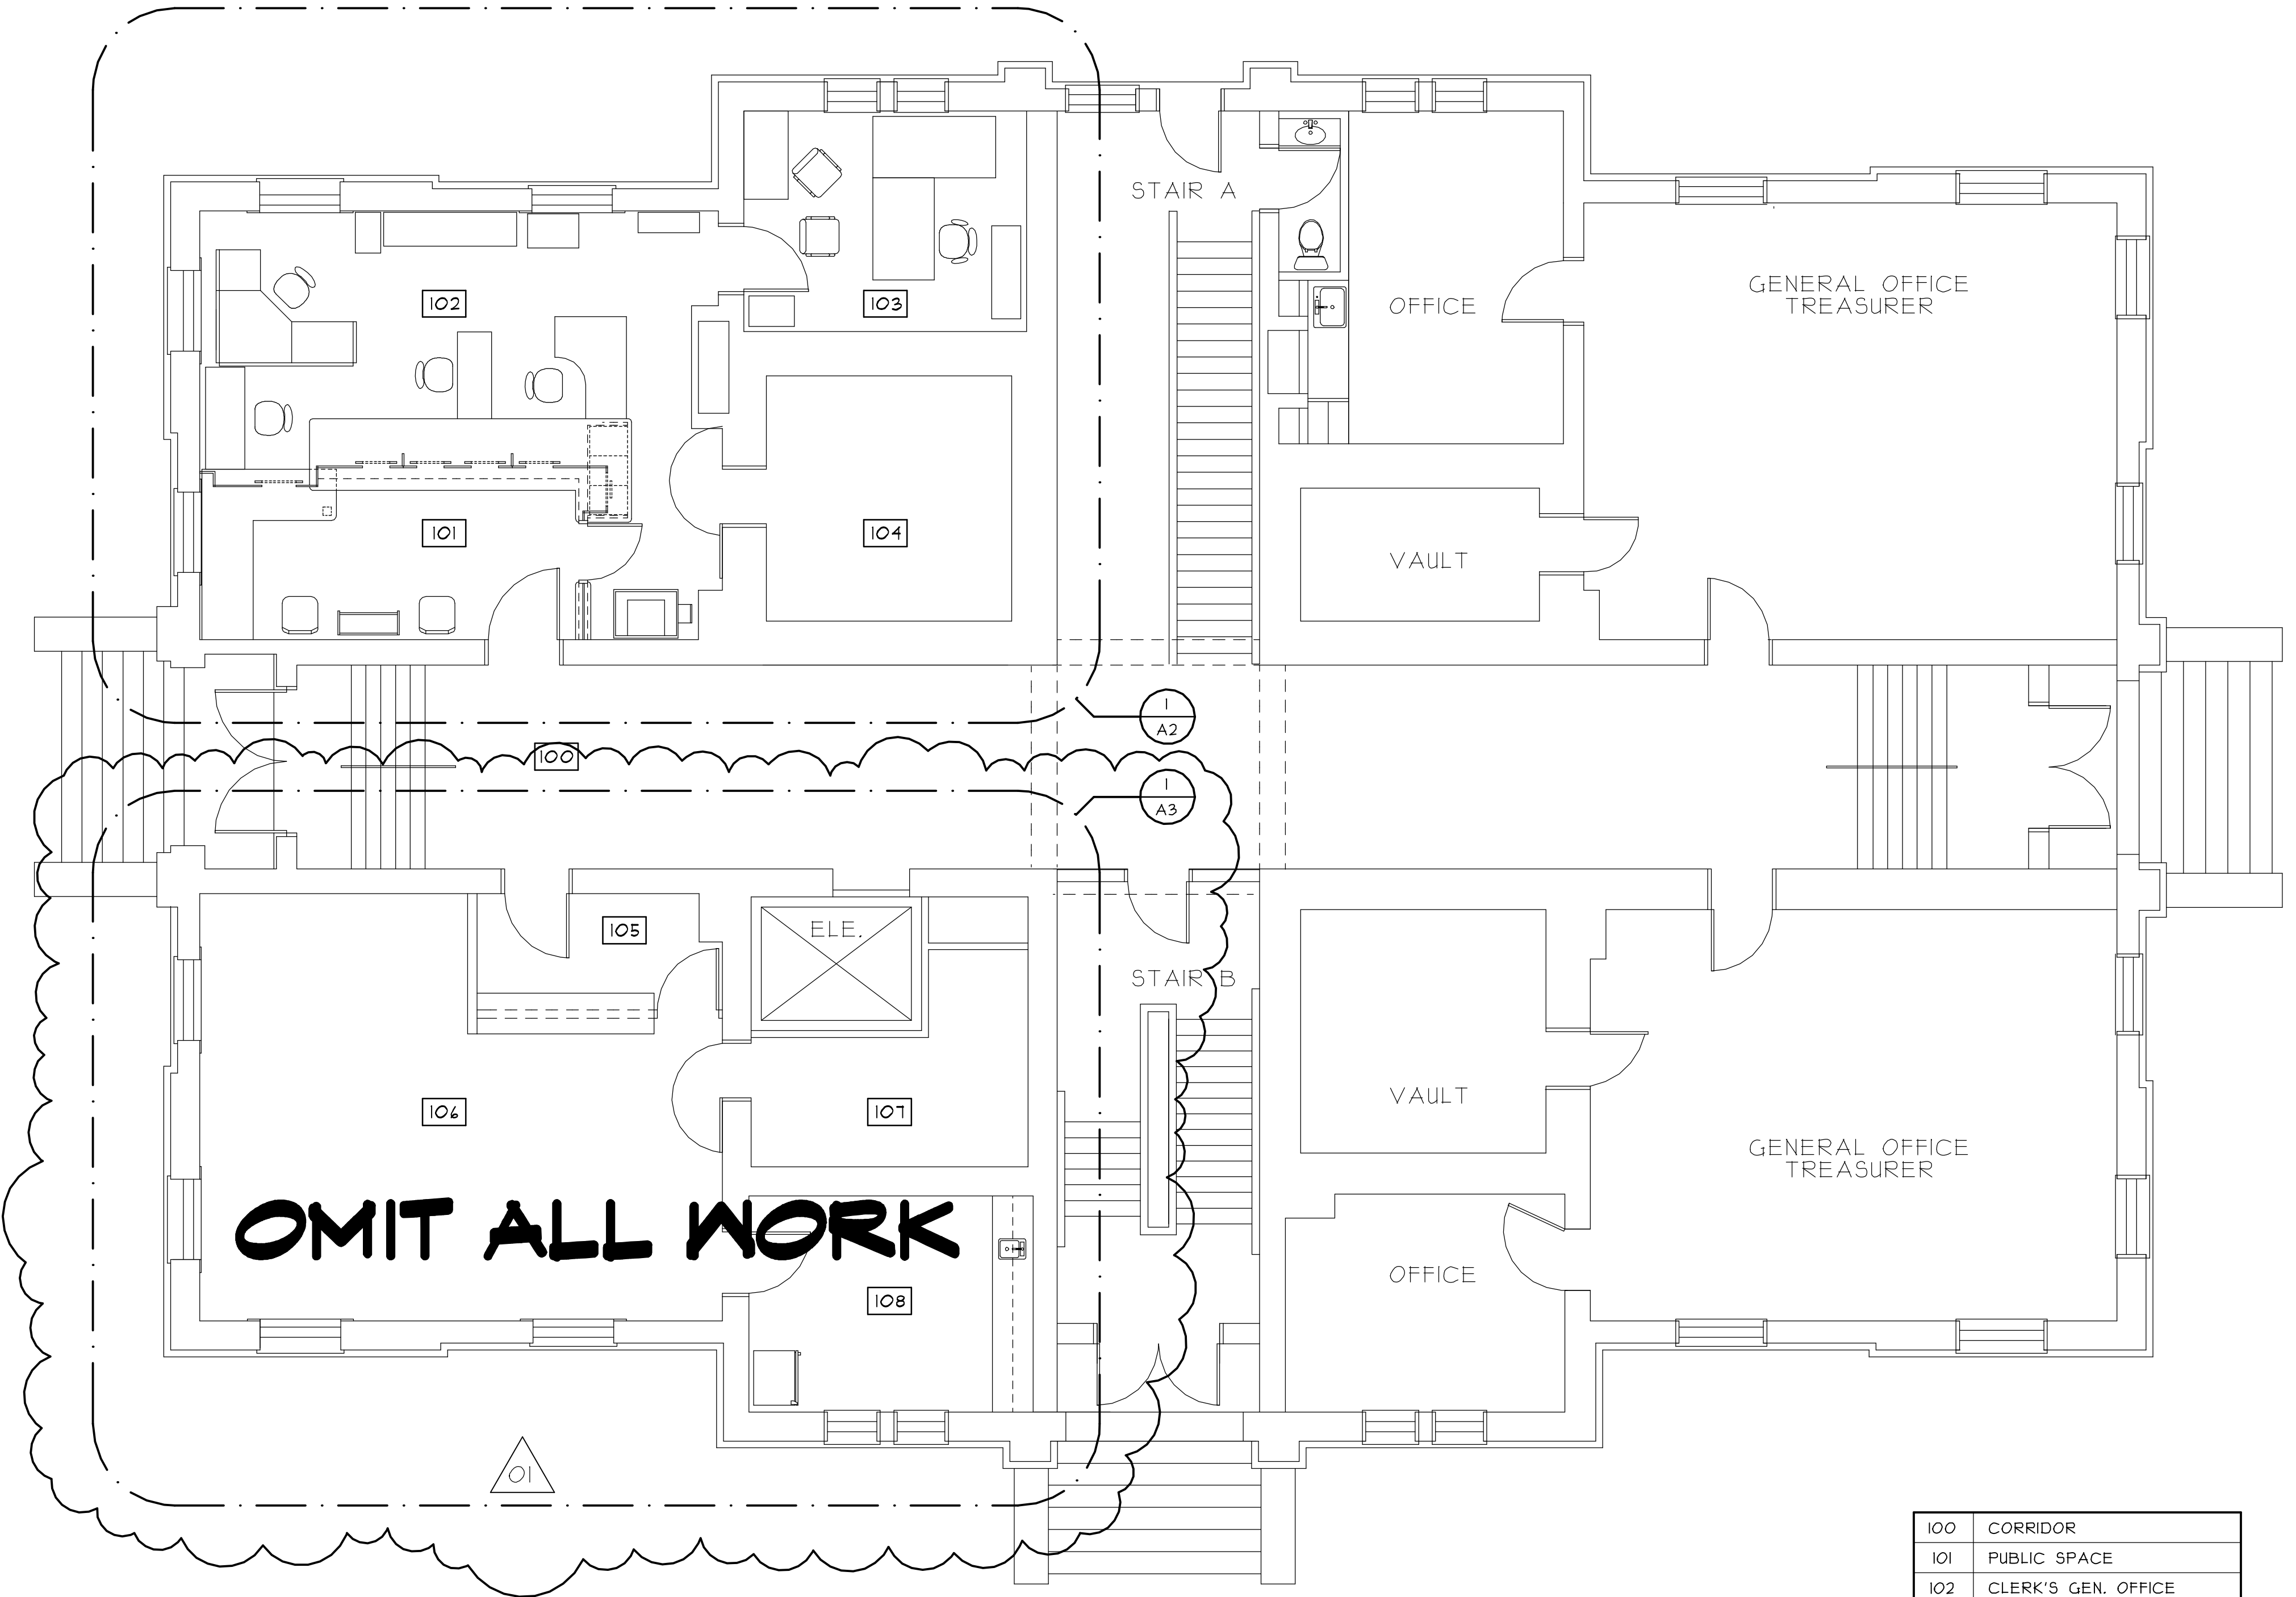 STAIR A
OFFICE
GENERAL OFFICE
TREASURER
102
103
101
104
VAULT
1
A2
100
1
A3
105
ELE.
STAIR B
106
107
VAULT
GENERAL OFFICE
TREASURER
OMIT ALL WORK
OFFICE
108
01
100 CORRIDOR
101 PUBLIC SPACE
102 CLERK'S GEN. OFFICE